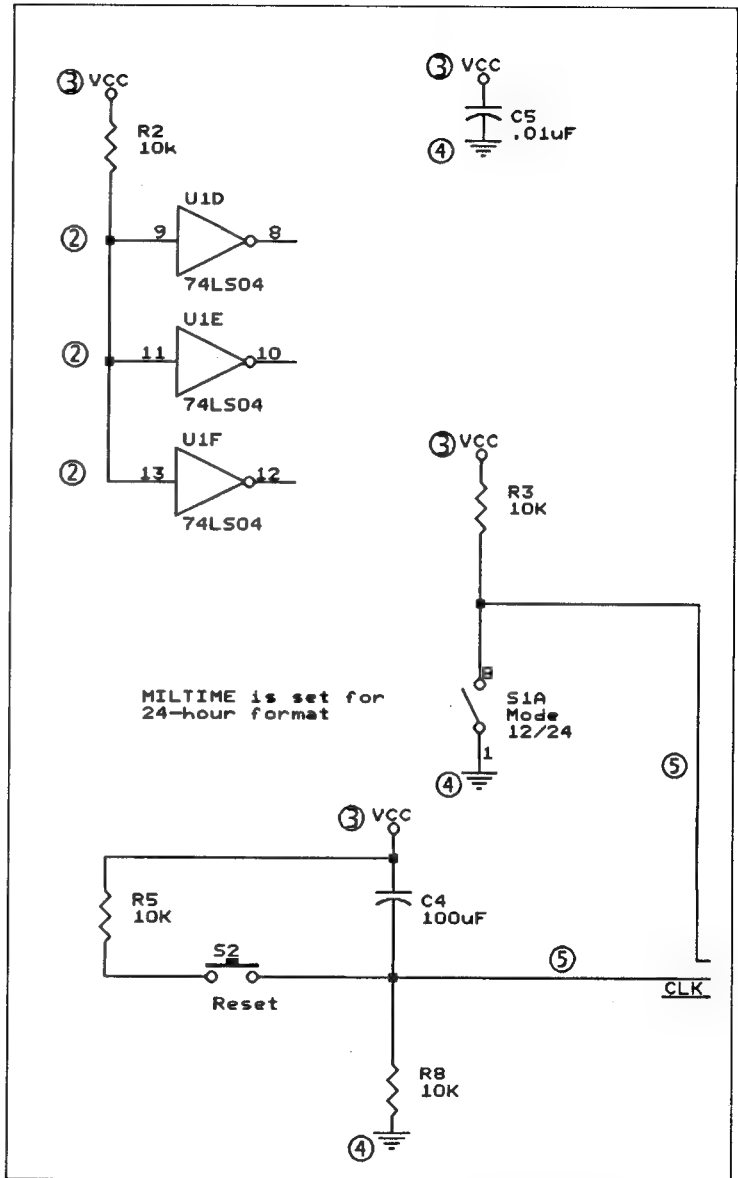 ③ VCC
R2
10k
U1D
② 9 8
74LS04
U1E
② 11 10
74LS04
U1F
② 13 12
74LS04
③ VCC
C5
.01uF
④
③ VCC
R3
10K
MILTIME is set for
24-hour format
S1A
Mode
12/24
1
④
⑤
③ VCC
R5
10K
C4
100uF
S2
Reset
⑤
CLK
R8
10K
④